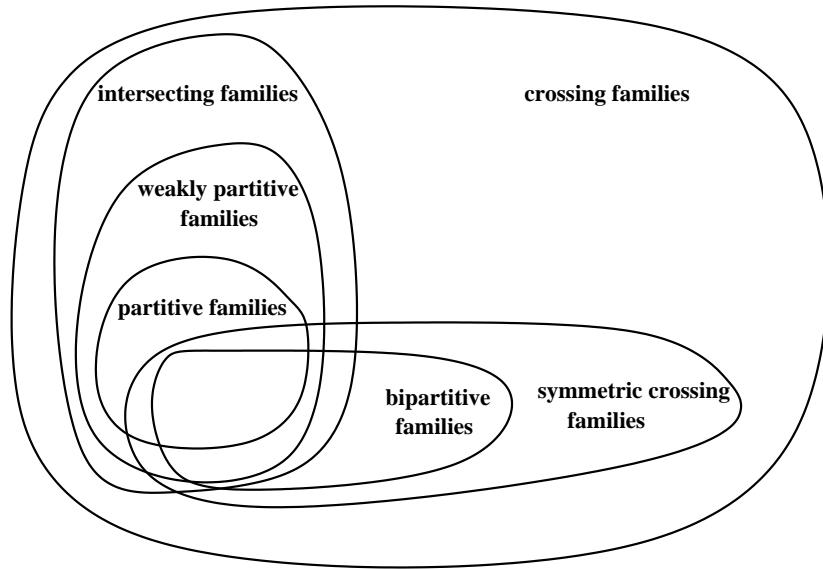 intersecting families
crossing families
weakly partitive
families
partitive families
bipartitive
families
symmetric crossing
families